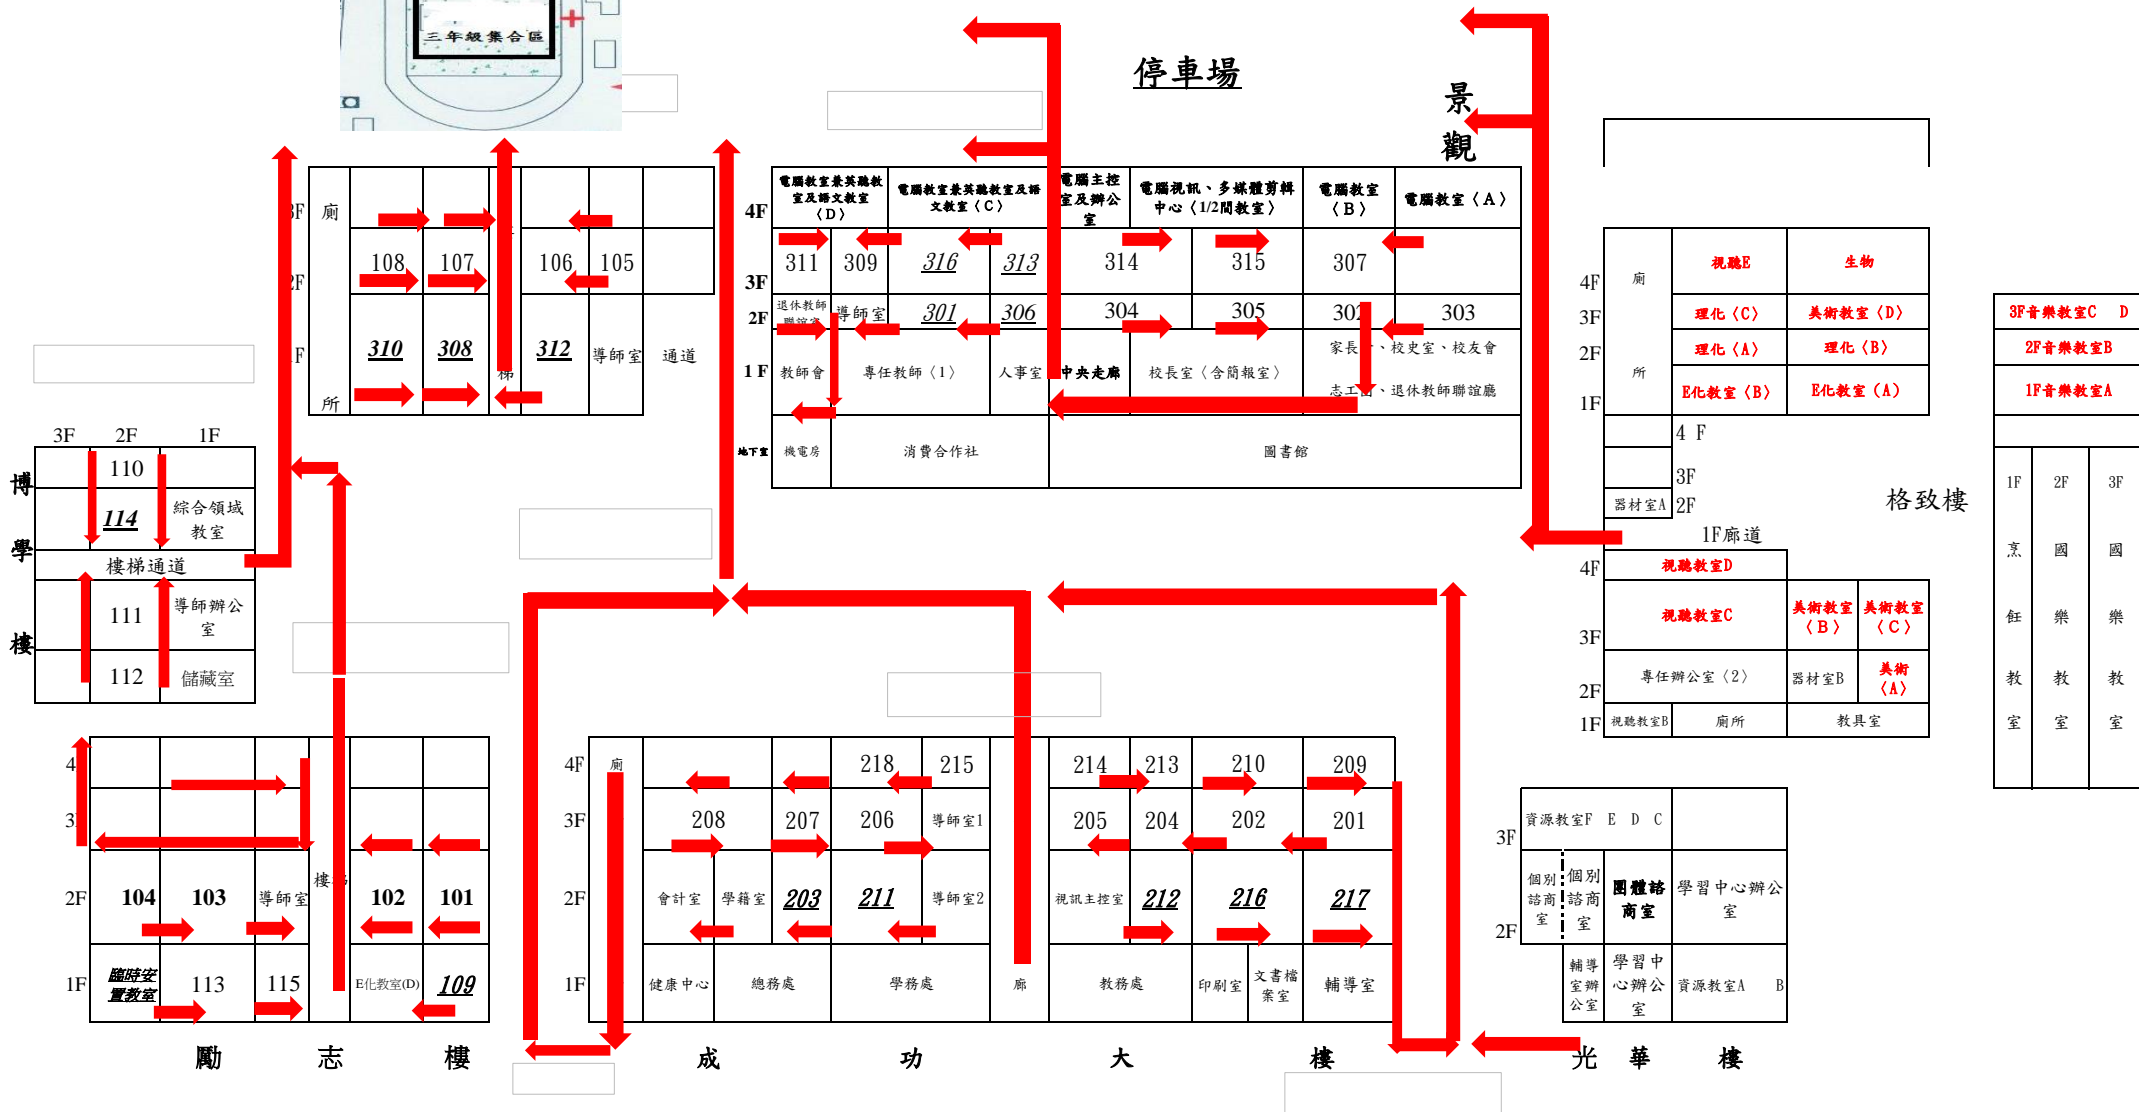 三年級集合區
停車場
景
觀
3F 廁
2F 108 107 106 105
1F 310 308 312 導師室 通道
所 梯
4F 電腦教室兼英聽教室及語文教室〈D〉 電腦教室兼英聽教室及語文教室〈C〉 電腦主控室及辦公室 電腦視訊、多媒體剪輯中心〈1/2間教室〉 電腦教室〈B〉 電腦教室〈A〉
3F 311 309 316 313 314 315 307
2F 退休教師聯誼室 導師室 301 306 304 305 302 303
1F 教師會 專任教師〈1〉 人事室 中央走廊 校長室〈含簡報室〉
家長 、校史室、校友會
志工 、退休教師聯誼廳
地下室 機電房 消費合作社 圖書館
4F 廁 視聽E 生物
3F 理化〈C〉 美術教室〈D〉
2F 所 理化〈A〉 理化〈B〉
1F E化教室〈B〉 E化教室〈A〉
4 F
3F
器材室A 2F
1F廊道
格致樓
4F 視聽教室D
3F 視聽教室C 美術教室〈B〉 美術教室〈C〉
2F 專任辦公室〈2〉 器材室B 美術〈A〉
1F 視聽教室B 廁所 教具室
3F音樂教室C D
2F音樂教室B
1F音樂教室A
1F 2F 3F
烹 國 國
飪 樂 樂
教 教 教
室 室 室
3F 2F 1F
博學樓
110
114 綜合領域教室
樓梯通道
111 導師辦公室
112 儲藏室
4
3F
2F 104 103 導師室 樓梯 102 101
1F 臨時安置教室 113 115 E化教室(D) 109
勵 志 樓
4F 廁 218 215 214 213 210 209
3F 208 207 206 導師室1 205 204 202 201
2F 會計室 學籍室 203 211 導師室2 視訊主控室 212 216 217
1F 健康中心 總務處 學務處 廊 教務處 印刷室 文書檔案室 輔導室
成 功 大 樓
3F 資源教室F E D C
2F 個別諮商室 個別諮商室 團體諮商室 學習中心辦公室
輔導室辦公室 學習中心辦公室 資源教室A B
光 華 樓